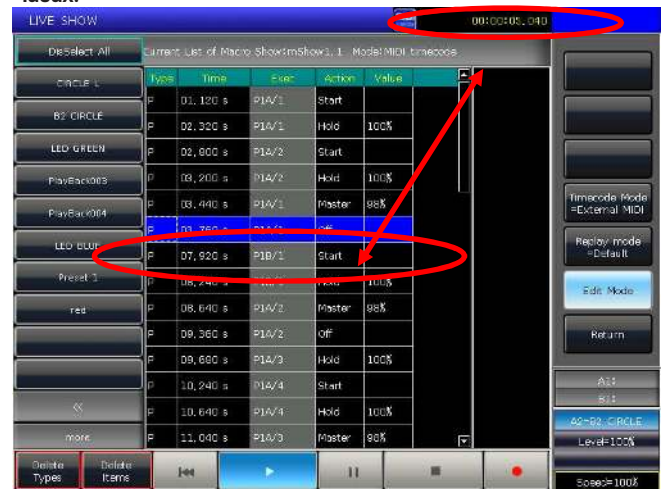 LIVE SHOW
00:00:05.040
DisSelect All
Current List of Macro Show:mShow1. 1 Mode:MIDI timecode
Type Time Exec Action Value
CIRCLE L
P 01.120 s P1A/1 Start
B2 CIRCLE
P 02.320 s P1A/1 Hold 100%
LED GREEN
P 02,800 s P1A/2 Start
PlayBack003
P 03,200 s P1A/2 Hold 100%
P 03.440 s P1A/1 Master 98%
PlayBack004
P Off
LED BLUE
P 07,920 s P1B/1 Start
Preset 1
P 100%
red
P 08.640 s P1A/2 Master 98%
P 09,360 s P1A/2 Off
P 09,680 s P1A/3 Hold 100%
P 10,240 s P1A/4 Start
<<
P 10,640 s P1A/4 Hold 100%
more
P 11,040 s P1A/3 Master 98%
Delete Types
Delete Items
Timecode Mode
=External MIDI
Replay mode
=Default
Edit Mode
Return
A1:
B1:
A2-B2 CIRCLE
Level=100%
Speed=100%